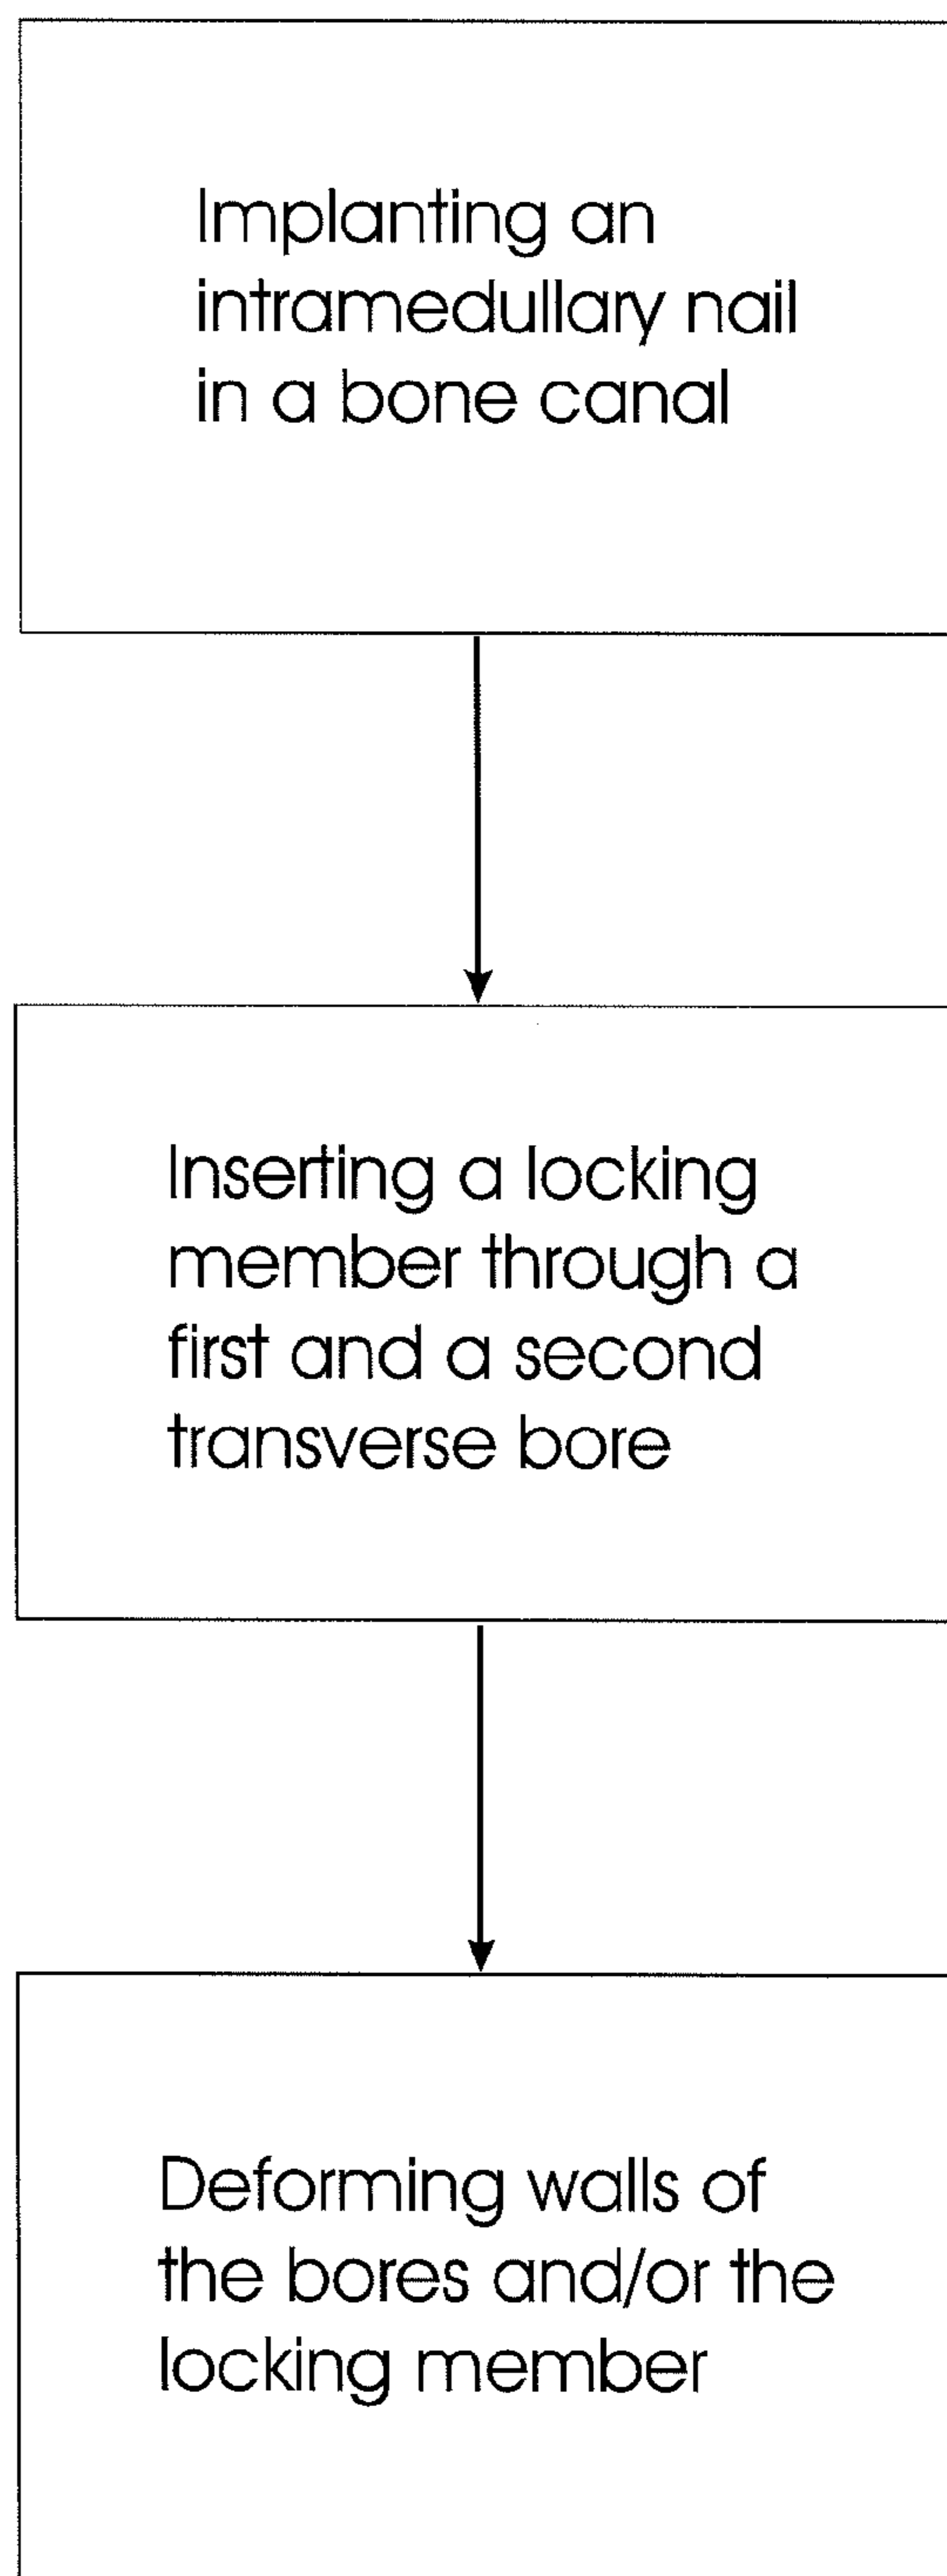 Implanting an
intramedullary nail
in a bone canal
Inserting a locking
member through a
first and a second
transverse bore
Deforming walls of
the bores and/or the
locking member